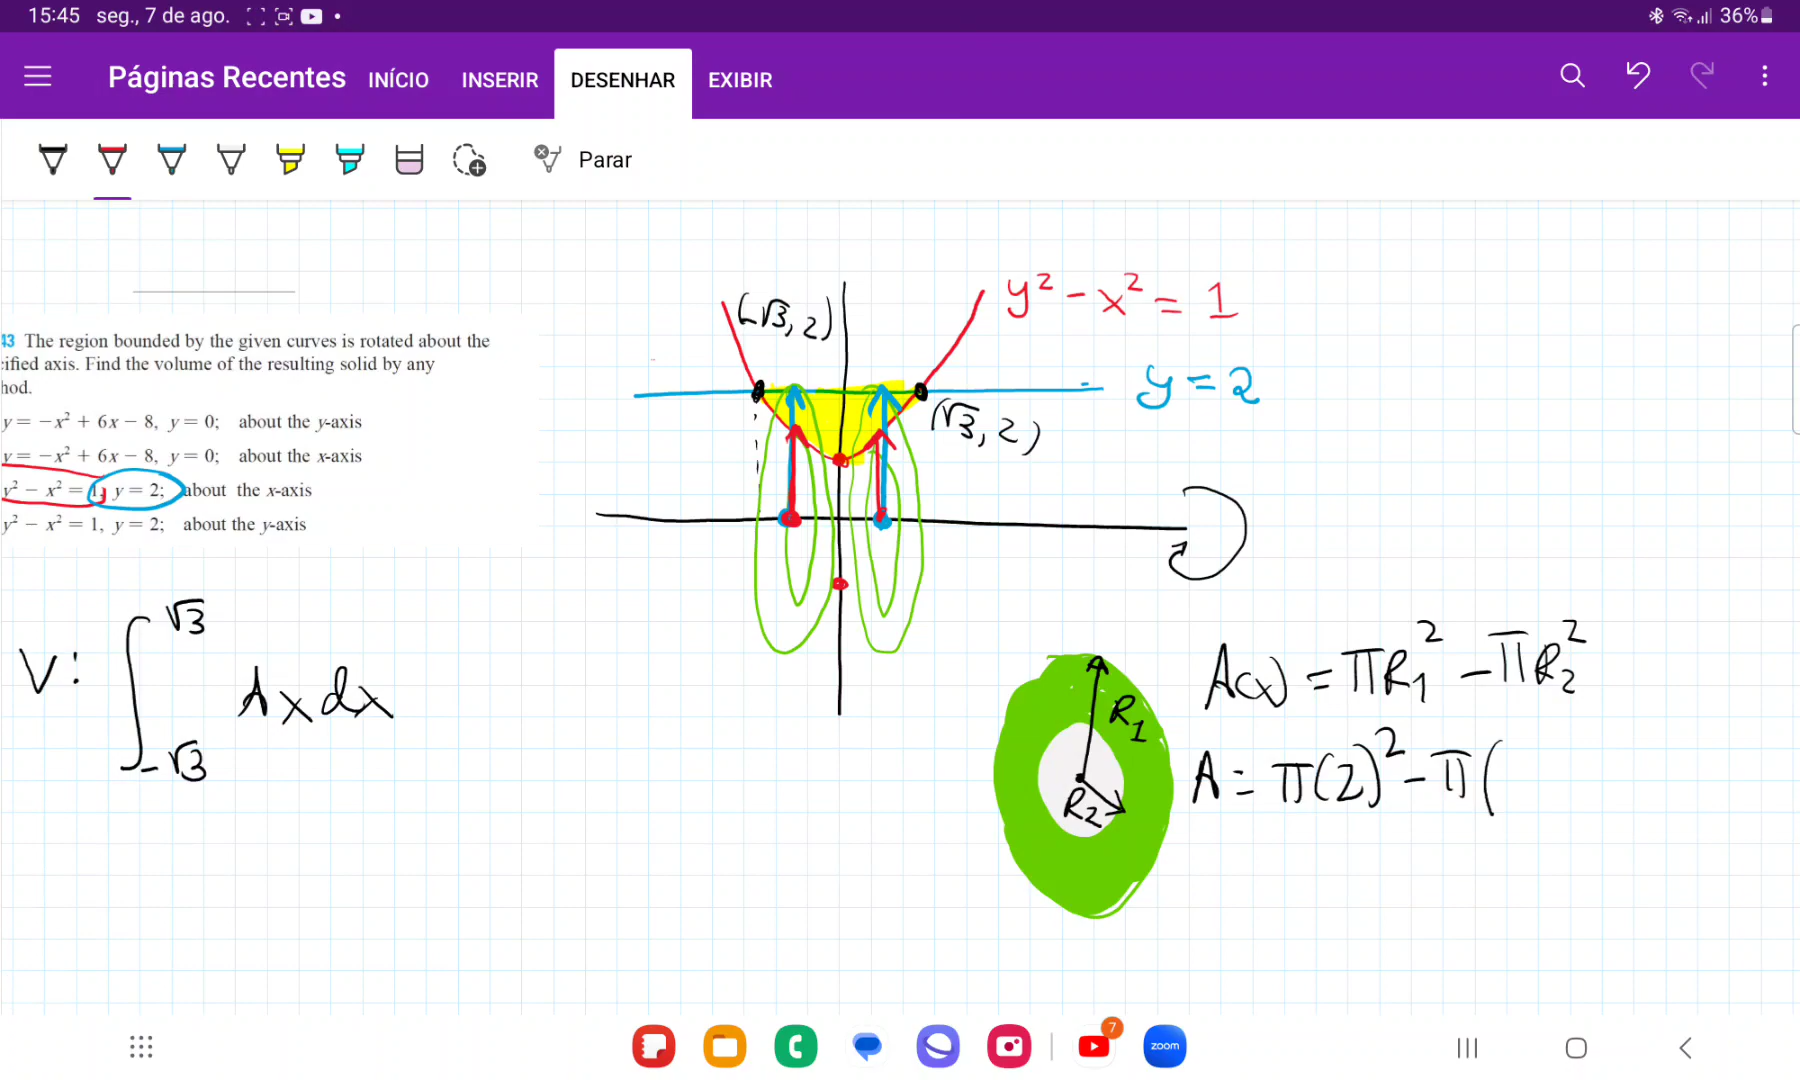 15:45 seg., 7 de ago. 36%
Páginas Recentes INÍCIO INSERIR DESENHAR EXIBIR
Parar
43 The region bounded by the given curves is rotated about the
cified axis. Find the volume of the resulting solid by any
hod.
y = −x² + 6x − 8, y = 0; about the y-axis
y = −x² + 6x − 8, y = 0; about the x-axis
y² − x² = 1, y = 2; about the x-axis
y² − x² = 1, y = 2; about the y-axis
y² − x² = 1
(−√3, 2)
y = 2
(√3, 2)
V: ∫_{−√3}^{√3} Ax dx
R₁
R₂
A(x) = πR₁² − πR₂²
A = π(2)² − π(
7
zoom